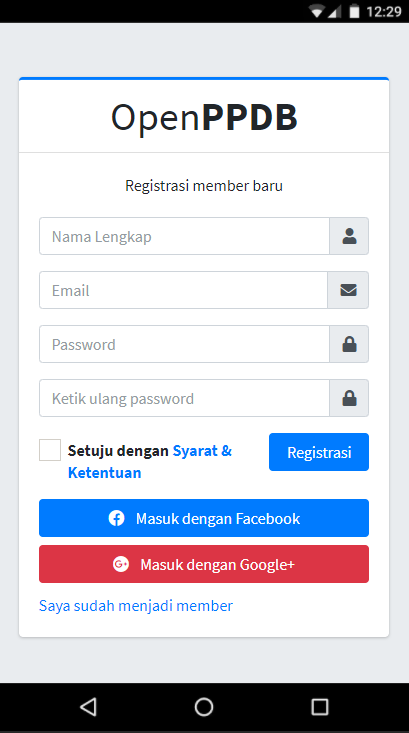 12:29
OpenPPDB
Registrasi member baru
Nama Lengkap
Email
Password
Ketik ulang password
Setuju dengan Syarat &
Ketentuan
Registrasi
Masuk dengan Facebook
Masuk dengan Google+
Saya sudah menjadi member